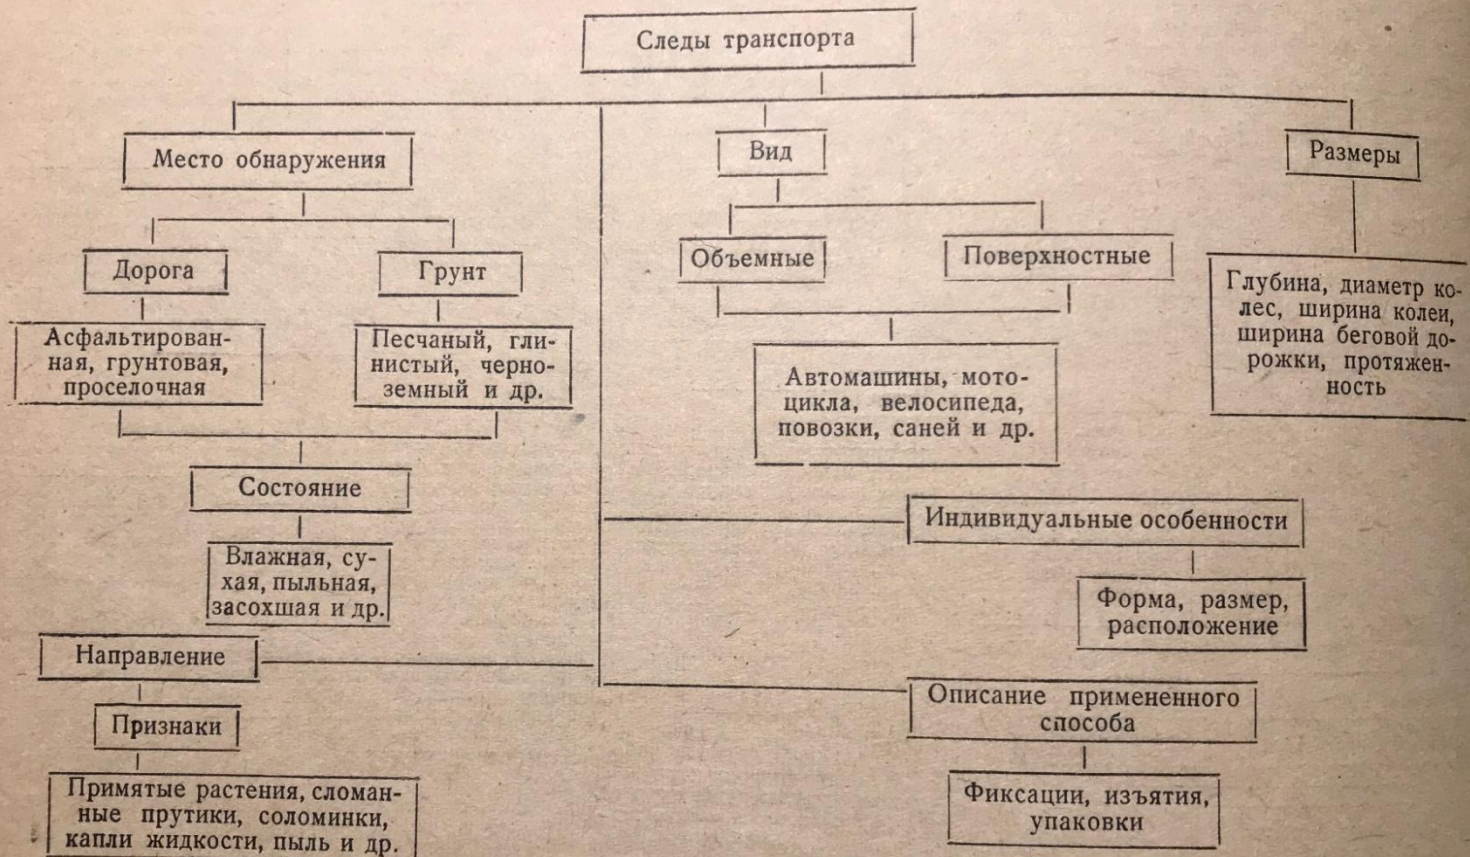 Следы транспорта
Место обнаружения
Вид
Размеры
Дорога
Грунт
Объемные
Поверхностные
Асфальтирован-
ная, грунтовая,
проселочная
Песчаный, гли-
нистый, черно-
земный и др.
Автомашины, мото-
цикла, велосипеда,
повозки, саней и др.
Глубина, диаметр ко-
лес, ширина колеи,
ширина беговой до-
рожки, протяжен-
ность
Состояние
Влажная, су-
хая, пыльная,
засохшая и др.
Индивидуальные особенности
Форма, размер,
расположение
Направление
Признаки
Примятые растения, сломан-
ные прутики, соломинки,
капли жидкости, пыль и др.
Описание примененного
способа
Фиксации, изъятия,
упаковки